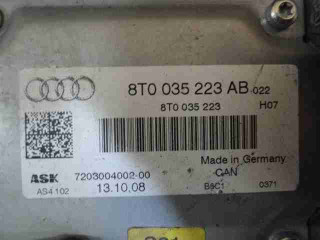 8T0 035 223 AB 022
8T0 035 223 H07
ASK 7203004002-00 Made in Germany
CAN
AS4 102 13.10.08 B8C1 0371